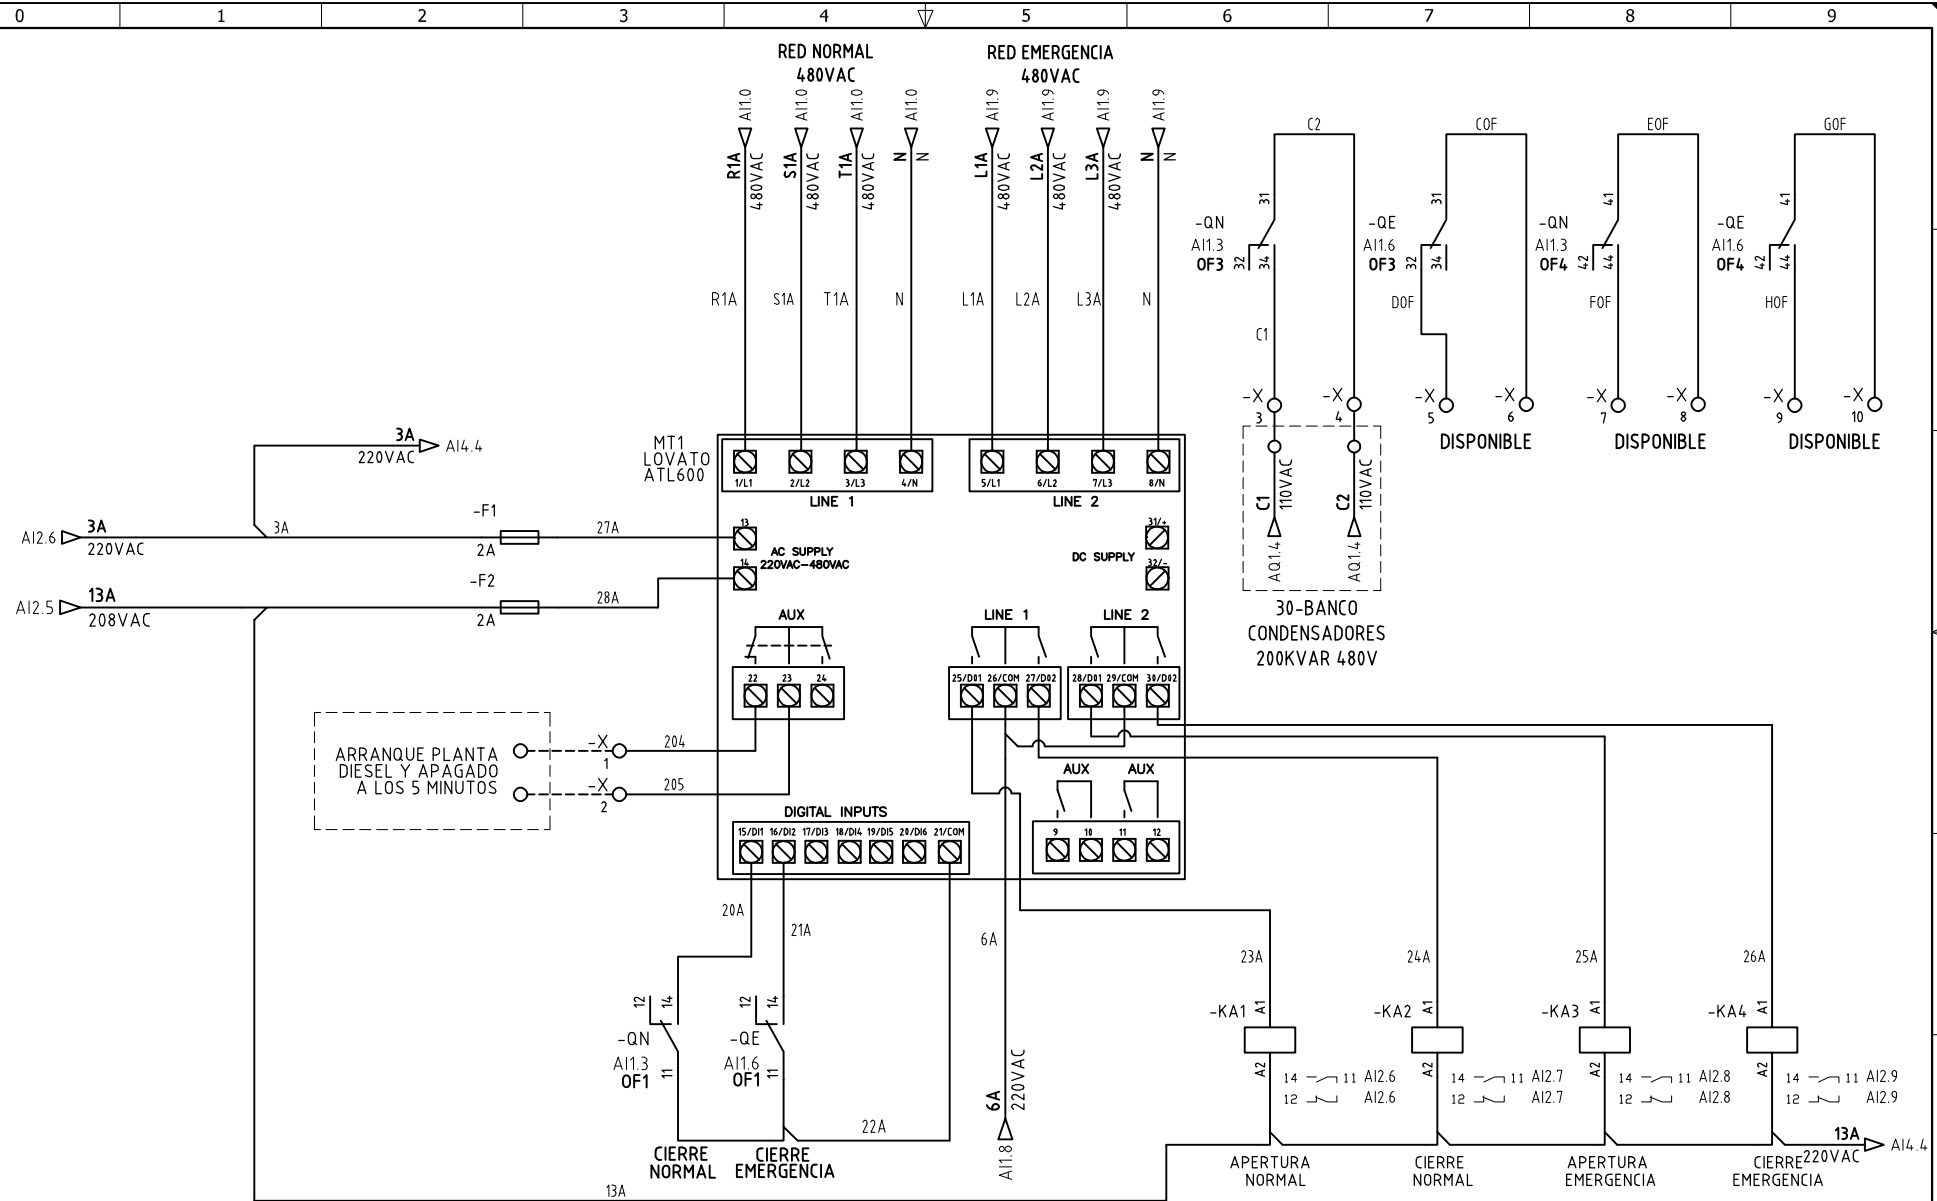 0 1 2 3 4 5 6 7 8 9
RED NORMAL
480VAC
RED EMERGENCIA
480VAC
AI1.0 AI1.0 AI1.0 AI1.0 AI1.9 AI1.9 AI1.9 AI1.9
R1A 480VAC S1A 480VAC T1A 480VAC N N L1A 480VAC L2A 480VAC L3A 480VAC N N
C2 COF EOF GOF
31 31 41 41
-QN -QE -QN -QE
AI1.3 AI1.6 AI1.3 AI1.6
OF3 32 34 OF3 32 34 OF4 42 44 OF4 42 44
R1A S1A T1A N L1A L2A L3A N
C1 DOF FOF HOF
-X -X -X -X -X -X -X -X
3 4 5 6 7 8 9 10
DISPONIBLE DISPONIBLE DISPONIBLE
C1 110VAC C2 110VAC
AQ1.4 AQ1.4
30-BANCO
CONDENSADORES
200KVAR 480V
MT1
LOVATO
ATL600
1/L1 2/L2 3/L3 4/N 5/L1 6/L2 7/L3 8/N
LINE 1 LINE 2
3A
220VAC AI4.4
AI2.6 3A
220VAC
3A
-F1
2A
27A
13
AC SUPPLY
220VAC-480VAC
14
31/+
DC SUPPLY
32/-
AI2.5 13A
208VAC
-F2
2A
28A
AUX LINE 1 LINE 2
22 23 24 25/D01 26/COM 27/D02 28/D01 29/COM 30/D02
ARRANQUE PLANTA
DIESEL Y APAGADO
A LOS 5 MINUTOS
-X
1
204
-X
2
205
AUX AUX
9 10 11 12
DIGITAL INPUTS
15/DI1 16/DI2 17/DI3 18/DI4 19/DI5 20/DI6 21/COM
20A 21A 6A
12 14 12 14
-QN -QE
AI1.3 AI1.6
OF1 11 OF1 11
22A
CIERRE
NORMAL
CIERRE
EMERGENCIA
6A 220VAC
AI1.8
13A
23A 24A 25A 26A
-KA1 A1 -KA2 A1 -KA3 A1 -KA4 A1
A2 A2 A2 A2
14 11 AI2.6 14 11 AI2.7 14 11 AI2.8 14 11 AI2.9
12 AI2.6 12 AI2.7 12 AI2.8 12 AI2.9
13A
220VAC AI4.4
APERTURA
NORMAL
CIERRE
NORMAL
APERTURA
EMERGENCIA
CIERRE
EMERGENCIA